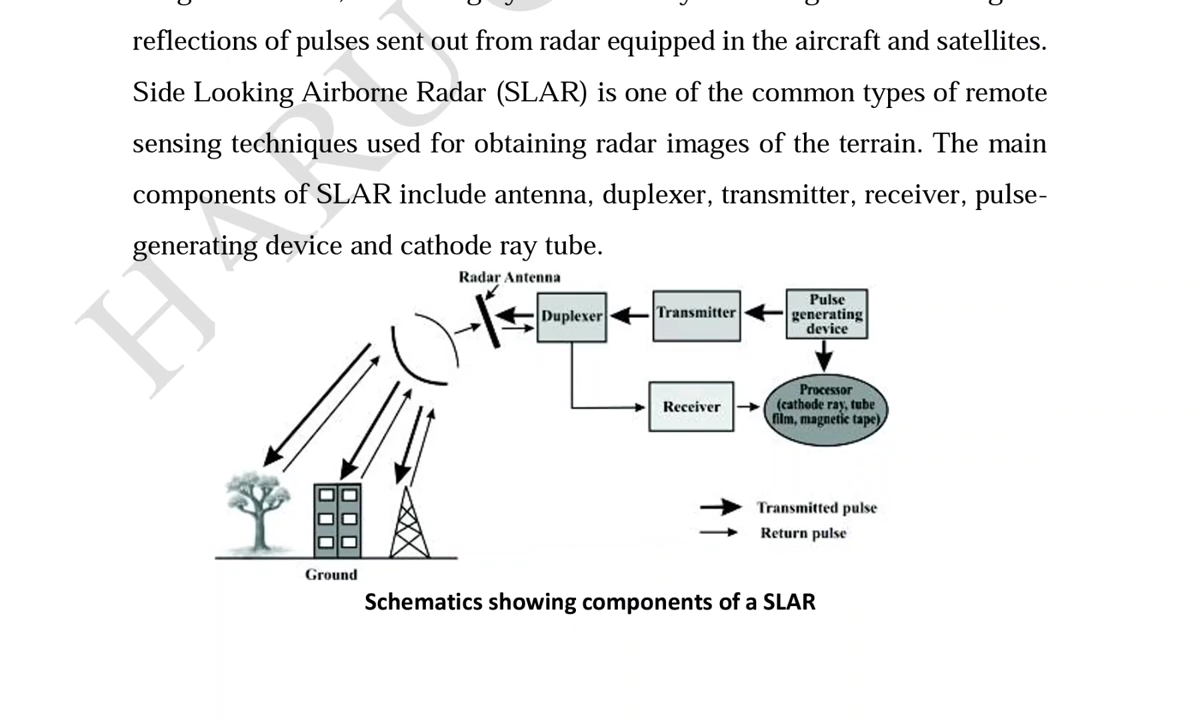 reflections of pulses sent out from radar equipped in the aircraft and satellites.
Side Looking Airborne Radar (SLAR) is one of the common types of remote
sensing techniques used for obtaining radar images of the terrain. The main
components of SLAR include antenna, duplexer, transmitter, receiver, pulse-
generating device and cathode ray tube.
Radar Antenna
Duplexer
Transmitter
Pulse
generating
device
Receiver
Processor
(cathode ray, tube
film, magnetic tape)
Transmitted pulse
Return pulse
Ground
Schematics showing components of a SLAR
HARU